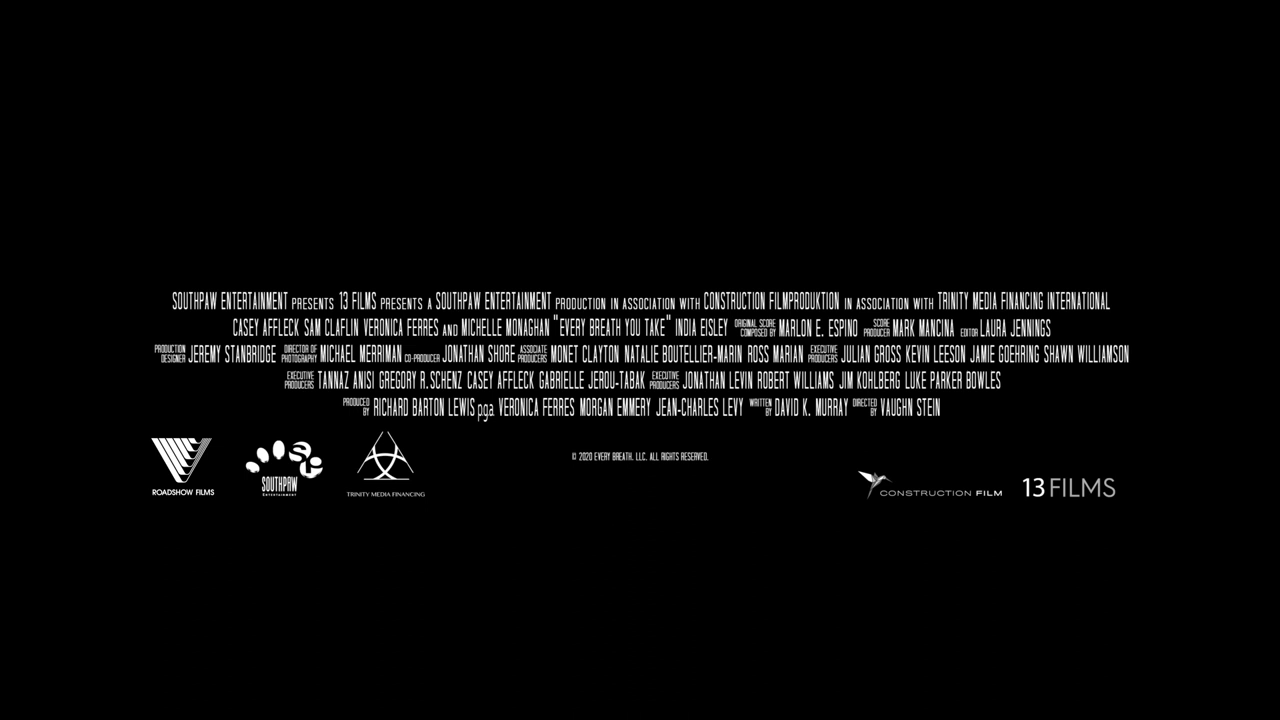 SOUTHPAW ENTERTAINMENT PRESENTS 13 FILMS PRESENTS A SOUTHPAW ENTERTAINMENT PRODUCTION IN ASSOCIATION WITH CONSTRUCTION FILMPRODUKTION IN ASSOCIATION WITH TRINITY MEDIA FINANCING INTERNATIONAL
CASEY AFFLECK SAM CLAFLIN VERONICA FERRES AND MICHELLE MONAGHAN "EVERY BREATH YOU TAKE" INDIA EISLEY ORIGINAL SCORE COMPOSED BY MARLON E. ESPINO SCORE PRODUCER MARK MANCINA EDITOR LAURA JENNINGS
PRODUCTION DESIGNER JEREMY STANBRIDGE DIRECTOR OF PHOTOGRAPHY MICHAEL MERRIMAN CO-PRODUCER JONATHAN SHORE ASSOCIATE PRODUCERS MONET CLAYTON NATALIE BOUTELLIER-MARIN ROSS MARIAN EXECUTIVE PRODUCERS JULIAN GROSS KEVIN LEESON JAMIE GOEHRING SHAWN WILLIAMSON
EXECUTIVE PRODUCERS TANNAZ ANISI GREGORY R.SCHENZ CASEY AFFLECK GABRIELLE JEROU-TABAK EXECUTIVE PRODUCERS JONATHAN LEVIN ROBERT WILLIAMS JIM KOHLBERG LUKE PARKER BOWLES
PRODUCED BY RICHARD BARTON LEWIS pga VERONICA FERRES MORGAN EMMERY JEAN-CHARLES LEVY WRITTEN BY DAVID K. MURRAY DIRECTED BY VAUGHN STEIN
© 2020 EVERY BREATH, LLC. ALL RIGHTS RESERVED.
ROADSHOW FILMS
SOUTHPAW
ENTERTAINMENT
TRINITY MEDIA FINANCING
CONSTRUCTION FILM
13 FILMS